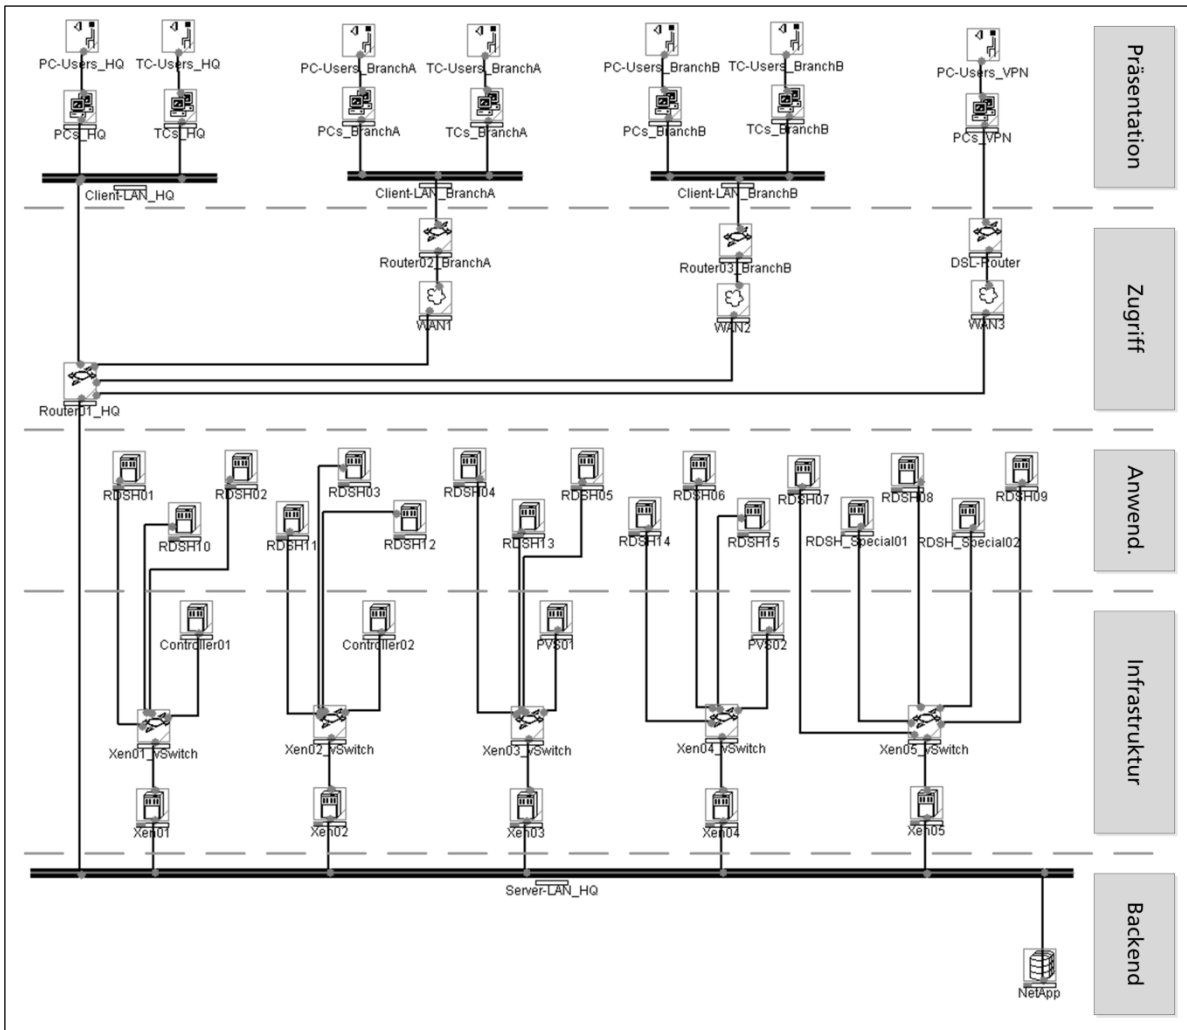 PC-Users_HQ
TC-Users_HQ
PC-Users_BranchA
TC-Users_BranchA
PC-Users_BranchB
TC-Users_BranchB
PC-Users_VPN
Präsentation
PCs_HQ
TCs_HQ
PCs_BranchA
TCs_BranchA
PCs_BranchB
TCs_BranchB
PCs_VPN
Client-LAN_HQ
Client-LAN_BranchA
Client-LAN_BranchB
Router02_BranchA
Router03_BranchB
DSL-Router
Zugriff
WAN1
WAN2
WAN3
Router01_HQ
RDSH01
RDSH02
RDSH03
RDSH04
RDSH05
RDSH06
RDSH07
RDSH08
RDSH09
Anwend.
RDSH10
RDSH11
RDSH12
RDSH13
RDSH14
RDSH15
RDSH_Special01
RDSH_Special02
Controller01
Controller02
PVS01
PVS02
Infrastruktur
Xen01_vSwitch
Xen02_vSwitch
Xen03_vSwitch
Xen04_vSwitch
Xen05_vSwitch
Xen01
Xen02
Xen03
Xen04
Xen05
Server-LAN_HQ
Backend
NetApp